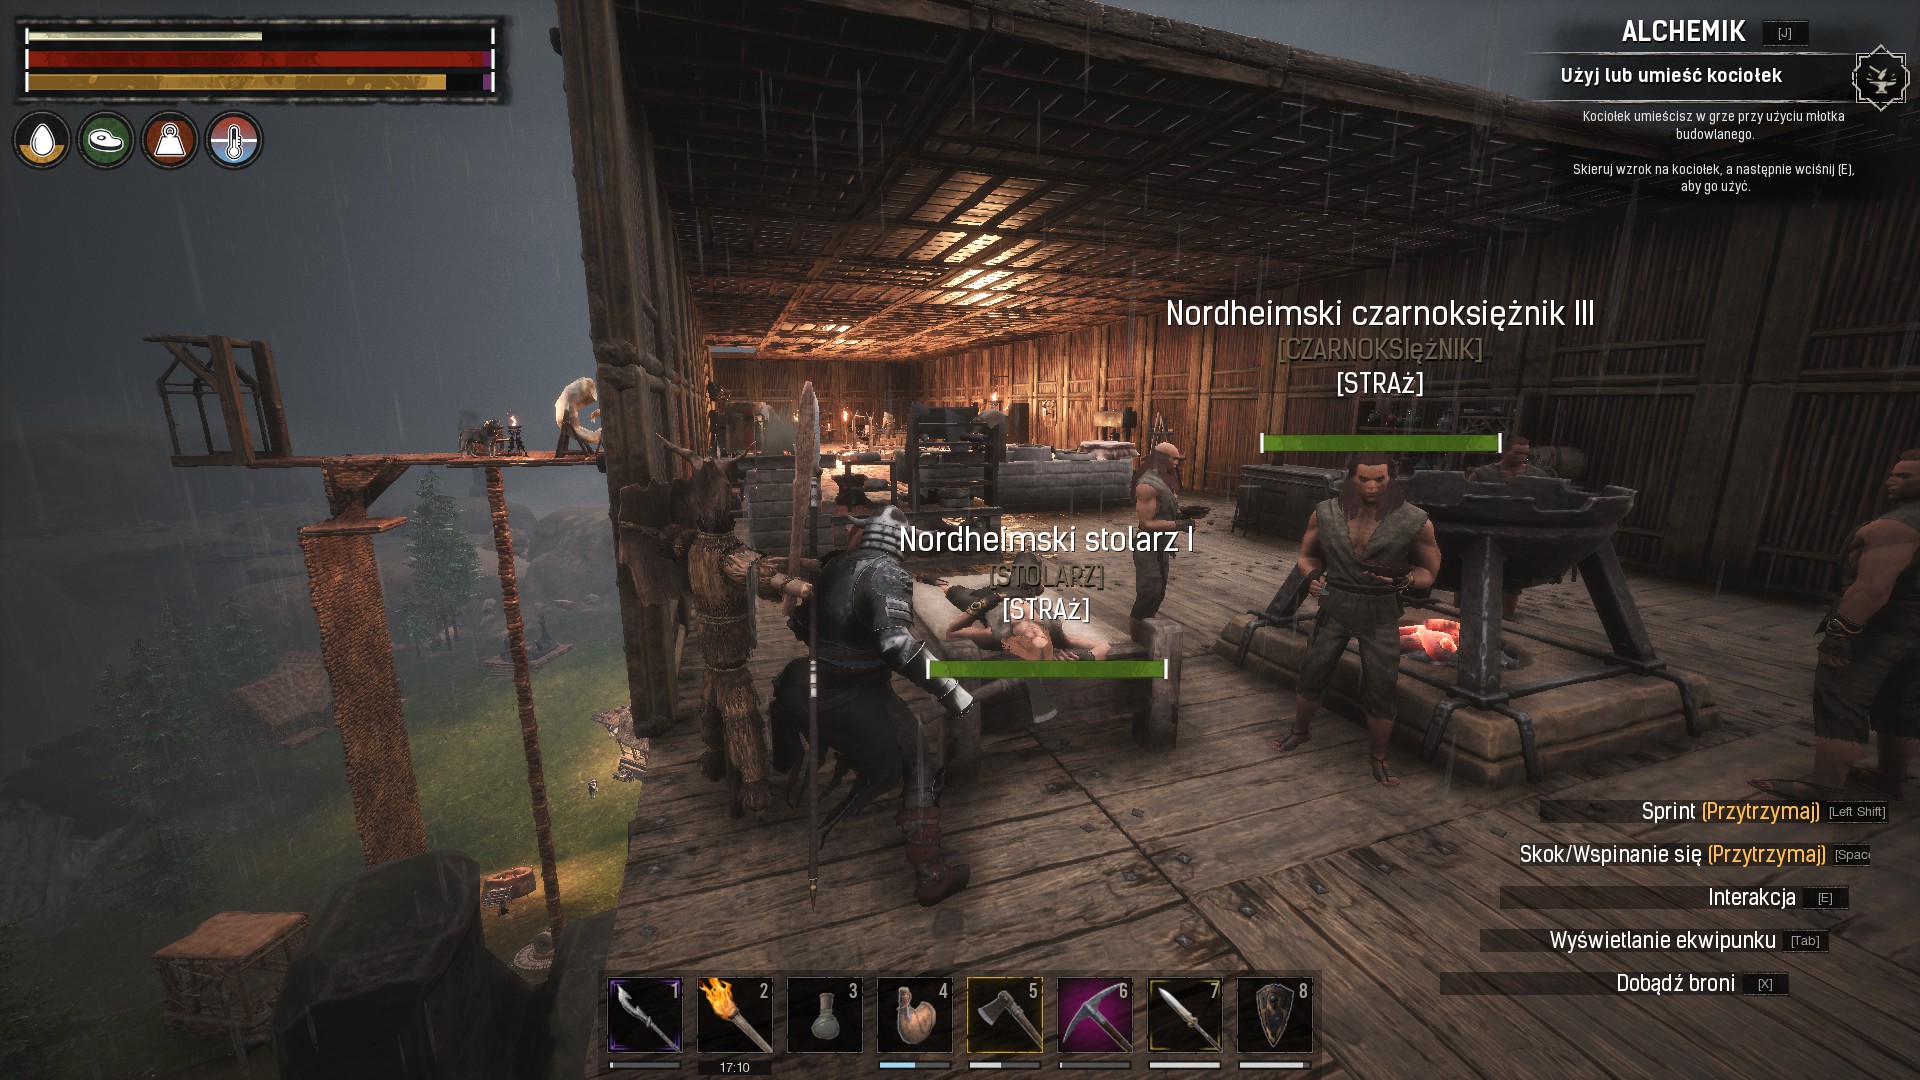 ALCHEMIK [J]
Użyj lub umieść kociołek
Kociołek umieścisz w grze przy użyciu młotka
budowlanego.
Skieruj wzrok na kociołek, a następnie wciśnij (E),
aby go użyć.
Nordheimski czarnoksiężnik III
[CZARNOKSIężNIK]
[STRAż]
Nordheimski stolarz I
[STOLARZ]
[STRAż]
Sprint (Przytrzymaj) [Left Shift]
Skok/Wspinanie się (Przytrzymaj) [Spac
Interakcja [E]
Wyświetlanie ekwipunku [Tab]
Dobądź broni [X]
1 2 3 4 5 6 7 8
17:10